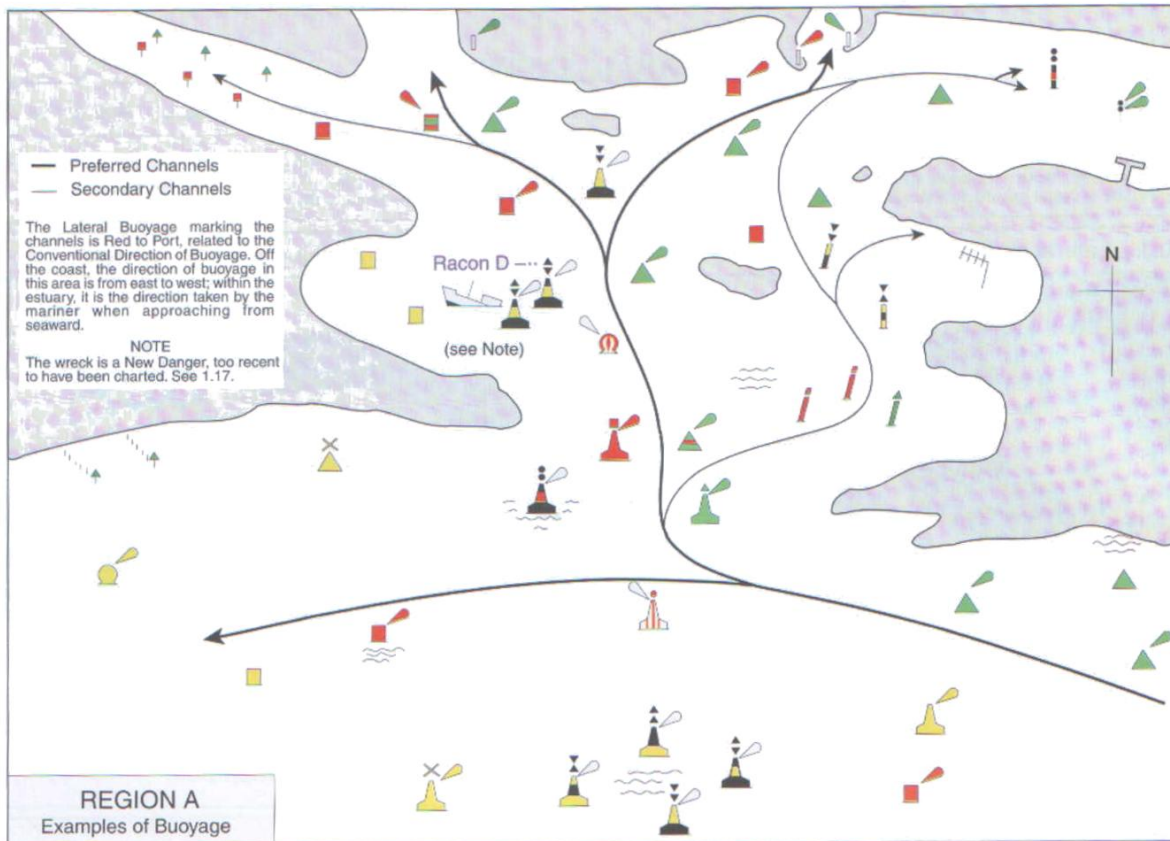 Preferred Channels
Secondary Channels
The Lateral Buoyage marking the
channels is Red to Port, related to the
Conventional Direction of Buoyage. Off
the coast, the direction of buoyage in
this area is from east to west; within the
estuary, it is the direction taken by the
mariner when approaching from
seaward.
NOTE
The wreck is a New Danger, too recent
to have been charted. See 1.17.
Racon D
(see Note)
N
REGION A
Examples of Buoyage